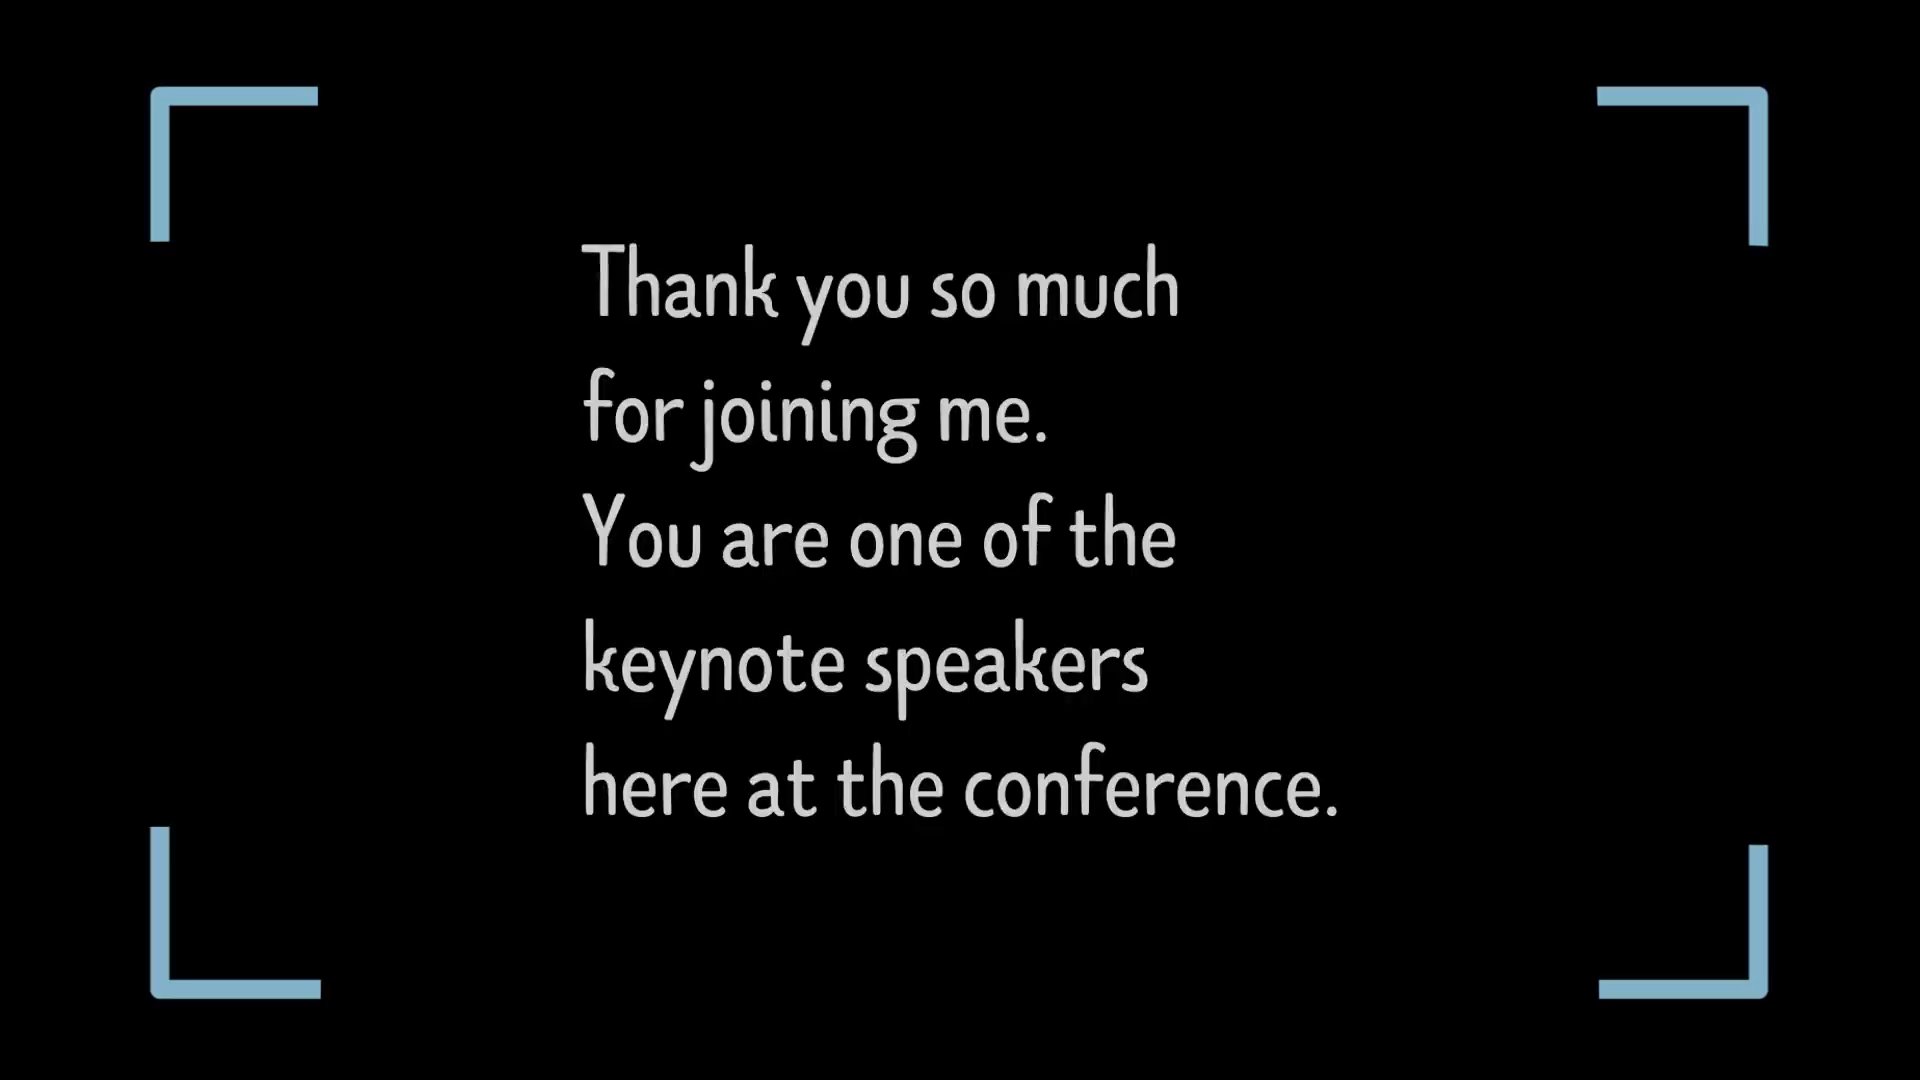 Thank you so much
for joining me.
You are one of the
keynote speakers
here at the conference.